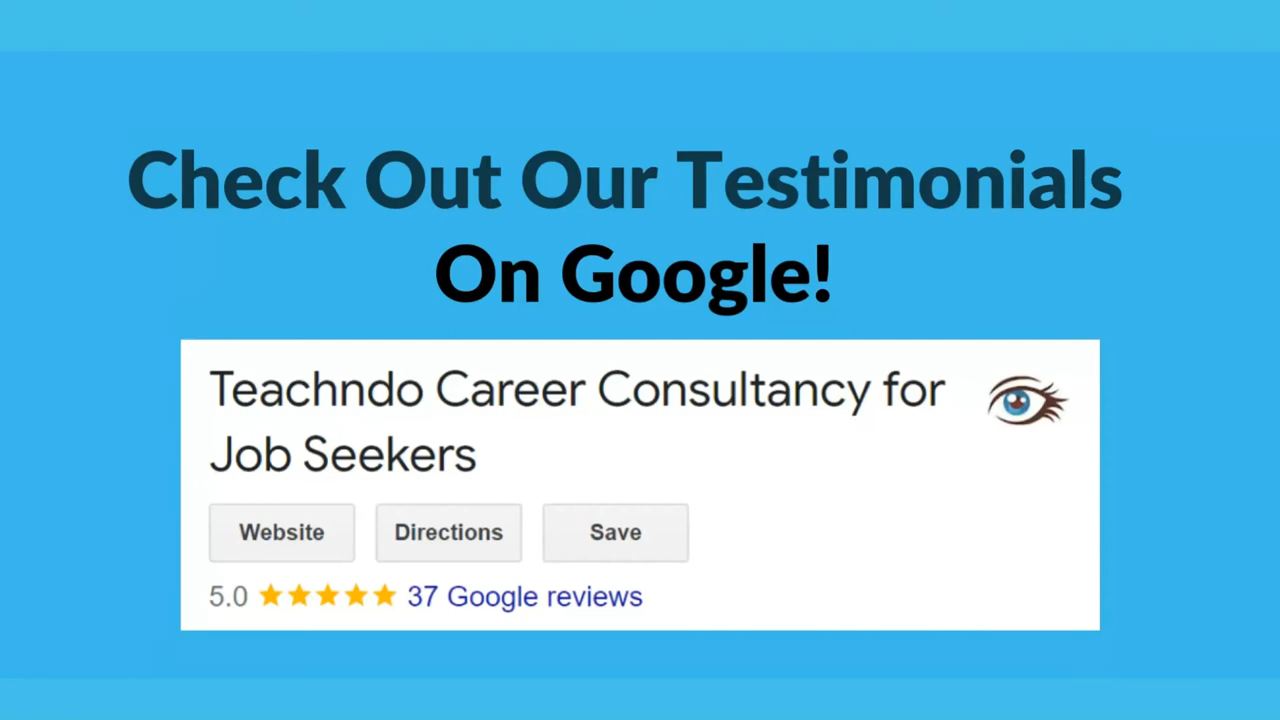 Check Out Our Testimonials
On Google!
Teachndo Career Consultancy for
Job Seekers
Website Directions Save
5.0 37 Google reviews